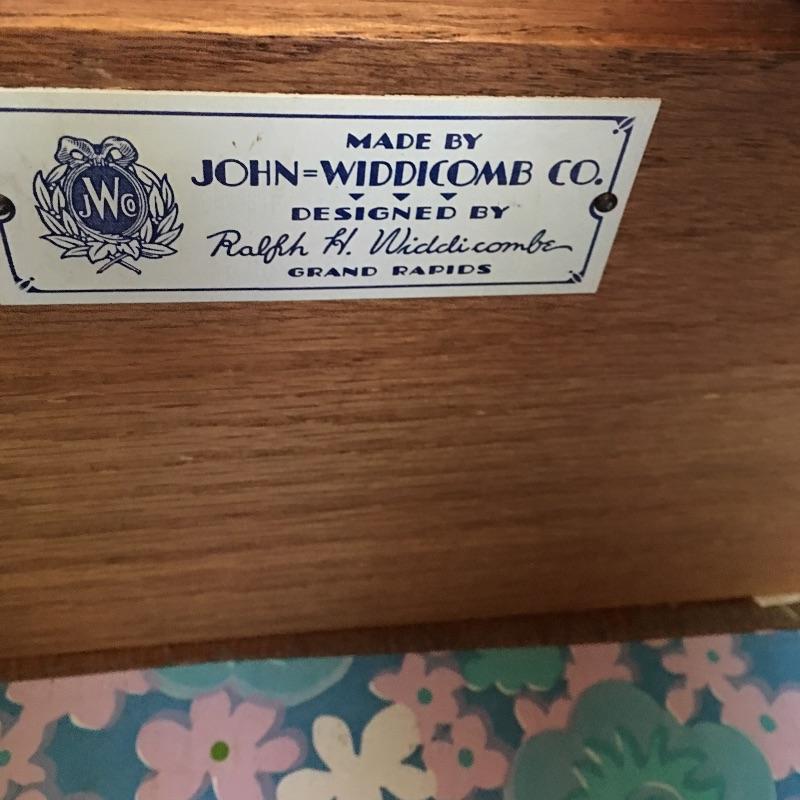 JWCo
MADE BY
JOHN=WIDDICOMB CO.
DESIGNED BY
Ralph H. Widdicombe
GRAND RAPIDS